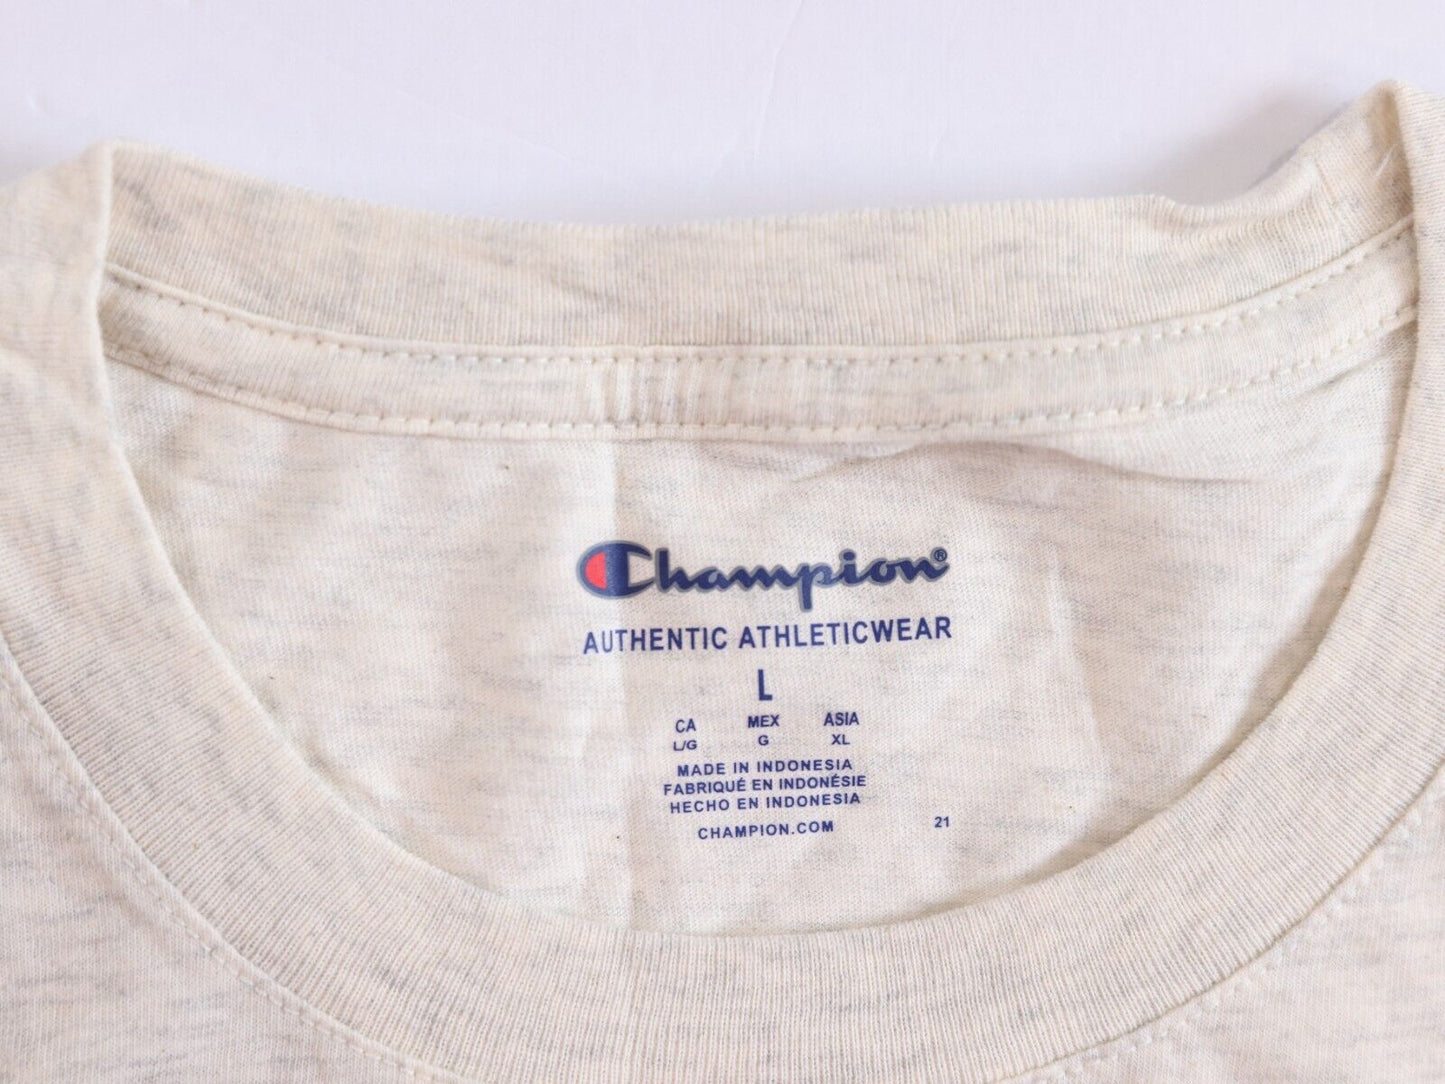 Champion®
AUTHENTIC ATHLETICWEAR
L
CA MEX ASIA
L/G G XL
MADE IN INDONESIA
FABRIQUÉ EN INDONÉSIE
HECHO EN INDONESIA
CHAMPION.COM 21